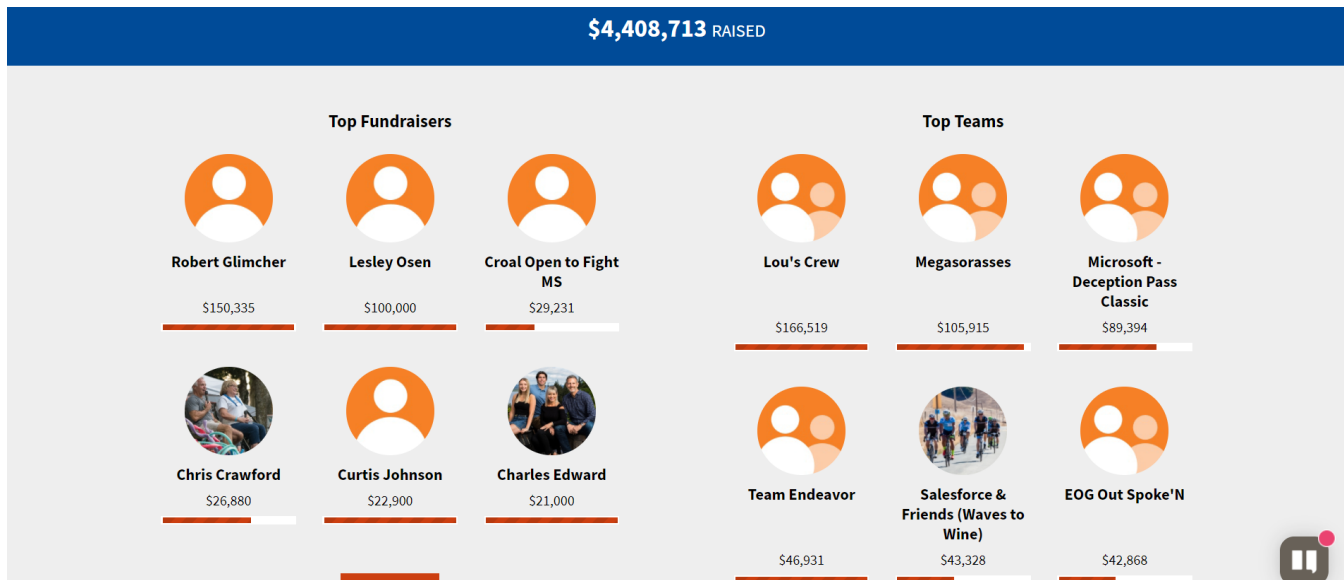 $4,408,713 RAISED
Top Fundraisers
Robert Glimcher
$150,335
Lesley Osen
$100,000
Croal Open to Fight
MS
$29,231
Chris Crawford
$26,880
Curtis Johnson
$22,900
Charles Edward
$21,000
Top Teams
Lou's Crew
$166,519
Megasorasses
$105,915
Microsoft -
Deception Pass
Classic
$89,394
Team Endeavor
$46,931
Salesforce &
Friends (Waves to
Wine)
$43,328
EOG Out Spoke'N
$42,868